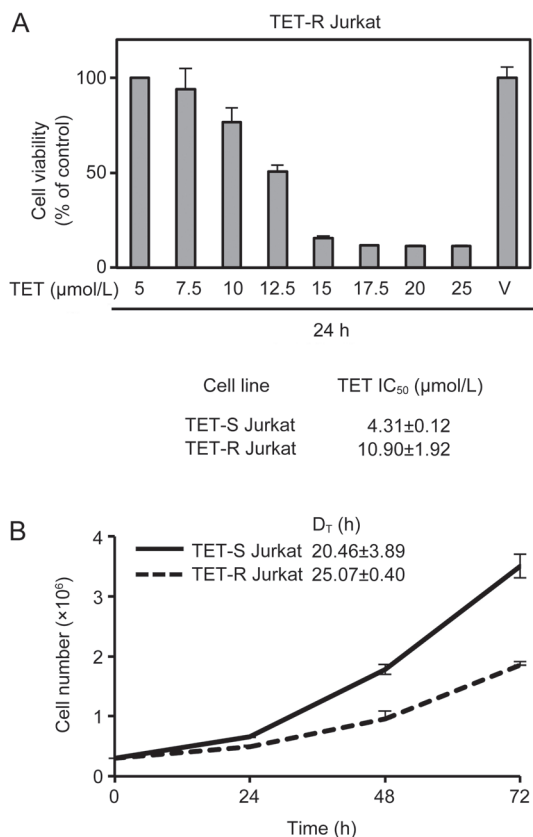 A
TET-R Jurkat
Cell viability
(% of control)
100
50
0
TET (μmol/L) 5 7.5 10 12.5 15 17.5 20 25 V
24 h
Cell line TET IC₅₀ (μmol/L)
TET-S Jurkat 4.31±0.12
TET-R Jurkat 10.90±1.92
B
D_T (h)
TET-S Jurkat 20.46±3.89
TET-R Jurkat 25.07±0.40
Cell number (×10⁶)
4
3
2
1
0
0 24 48 72
Time (h)